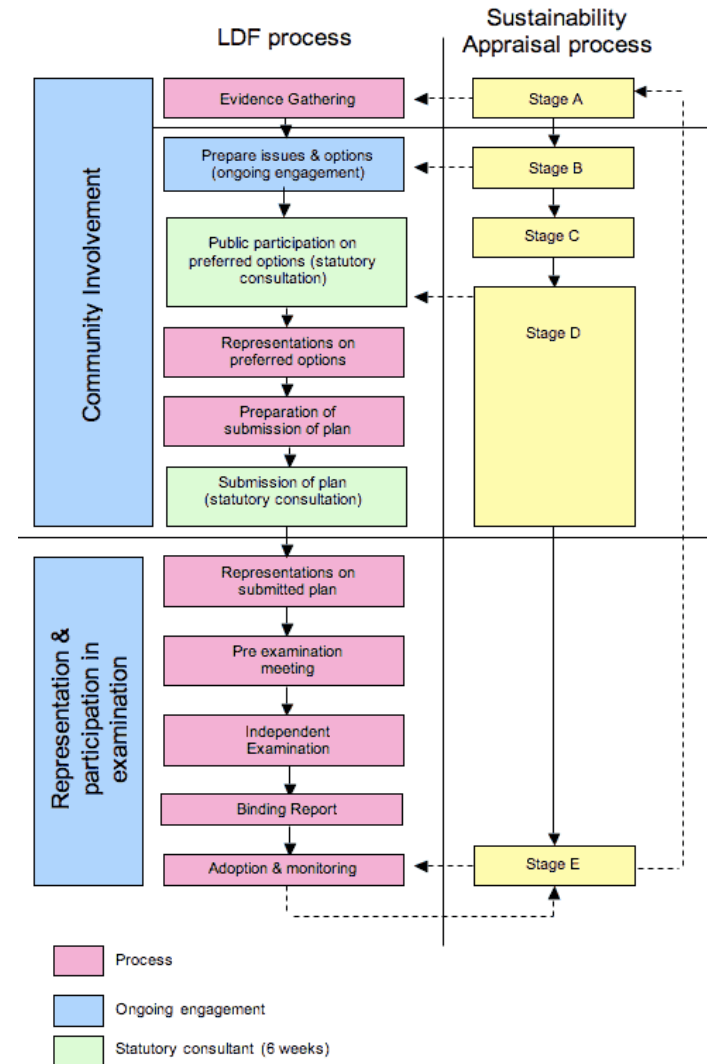 LDF process
Sustainability
Appraisal process
Community Involvement
Evidence Gathering
Stage A
Prepare issues & options
(ongoing engagement)
Stage B
Public participation on
preferred options (statutory
consultation)
Stage C
Stage D
Representations on
preferred options
Preparation of
submission of plan
Submission of plan
(statutory consultation)
Representation &
participation in
examination
Representations on
submitted plan
Pre examination
meeting
Independent
Examination
Binding Report
Adoption & monitoring
Stage E
Process
Ongoing engagement
Statutory consultant (6 weeks)